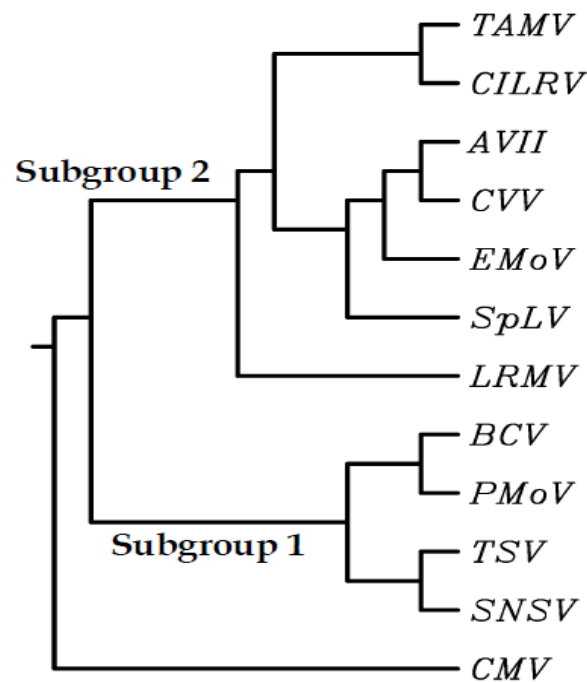 TAMV
CILRV
AVII
Subgroup 2
CVV
EMoV
SpLV
LRMV
BCV
PMoV
Subgroup 1
TSV
SNSV
CMV